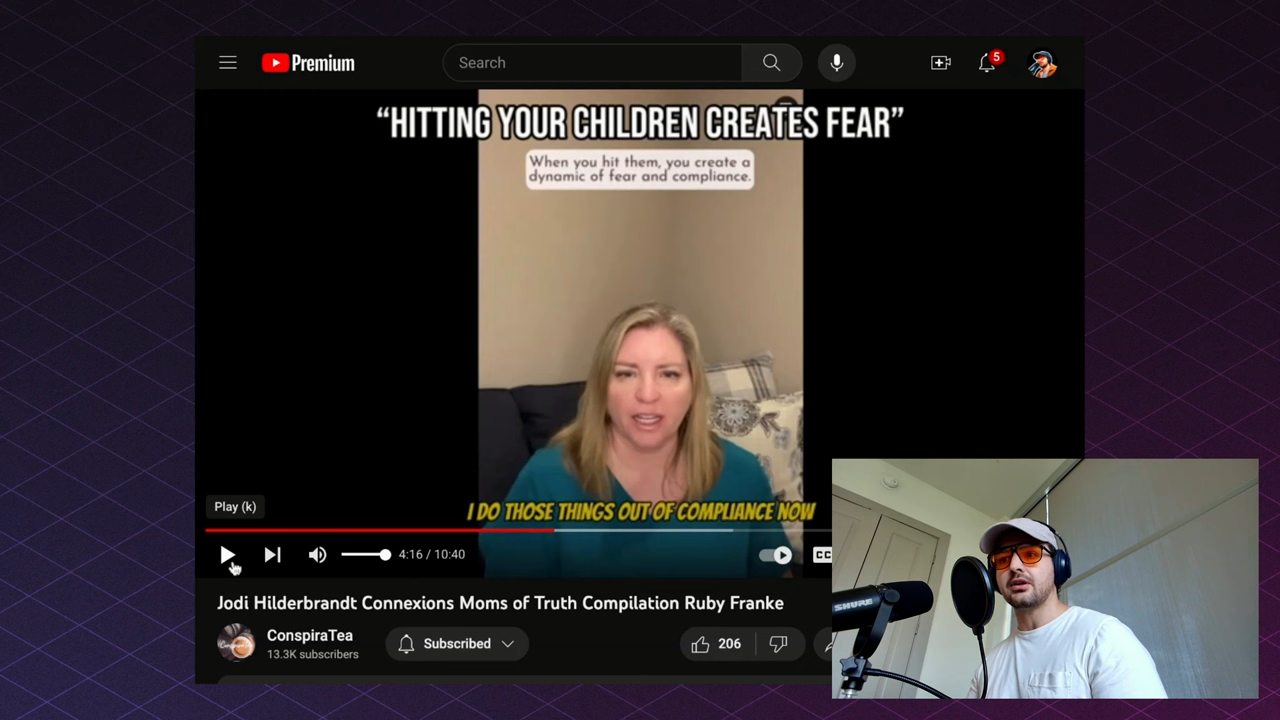 Premium
Search
5
“HITTING YOUR CHILDREN CREATES FEAR”
When you hit them, you create a
dynamic of fear and compliance.
I DO THOSE THINGS OUT OF COMPLIANCE NOW
Play (k)
4:16 / 10:40
CC
Jodi Hilderbrandt Connexions Moms of Truth Compilation Ruby Franke
ConspiraTea
13.3K subscribers
Subscribed
206
SHURE